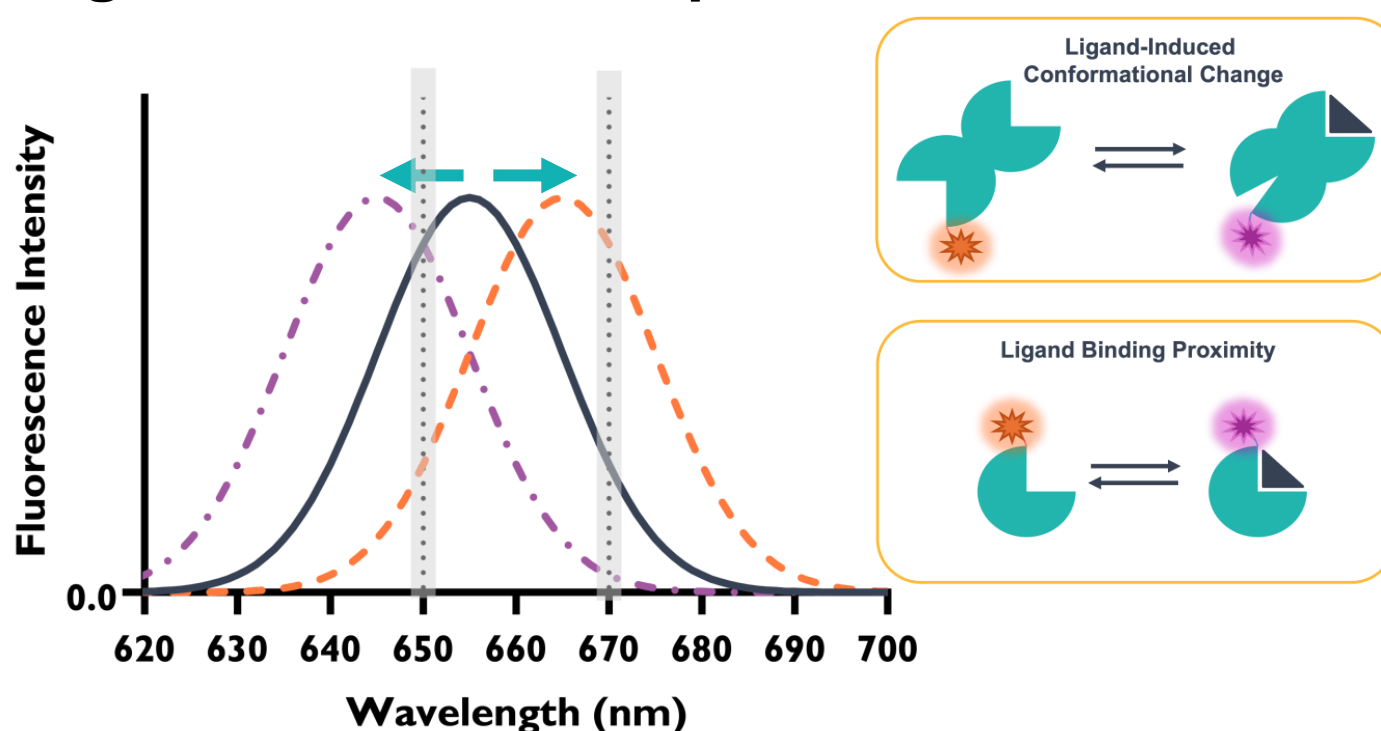 Ligand-Induced
Conformational Change
Ligand Binding Proximity
Fluorescence Intensity
0.0
620 630 640 650 660 670 680 690 700
Wavelength (nm)